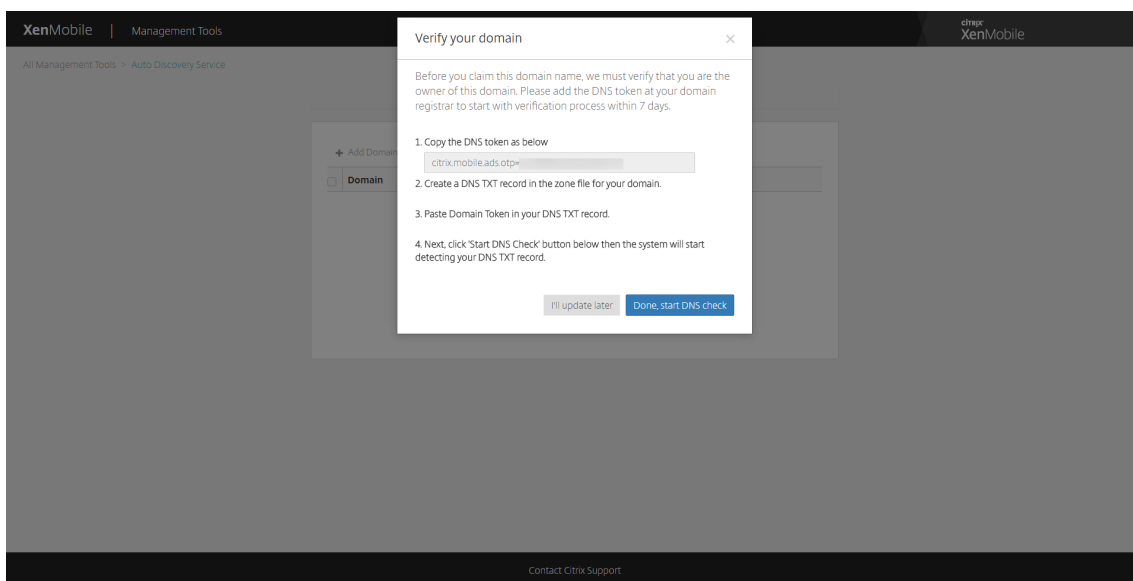 XenMobile | Management Tools
citrix
XenMobile
All Management Tools > Auto Discovery Service
+ Add Domain
Domain
Verify your domain
×
Before you claim this domain name, we must verify that you are the
owner of this domain. Please add the DNS token at your domain
registrar to start with verification process within 7 days.
1. Copy the DNS token as below
citrix.mobile.ads.otp=
2. Create a DNS TXT record in the zone file for your domain.
3. Paste Domain Token in your DNS TXT record.
4. Next, click 'Start DNS Check' button below then the system will start
detecting your DNS TXT record.
I'll update later
Done, start DNS check
Contact Citrix Support